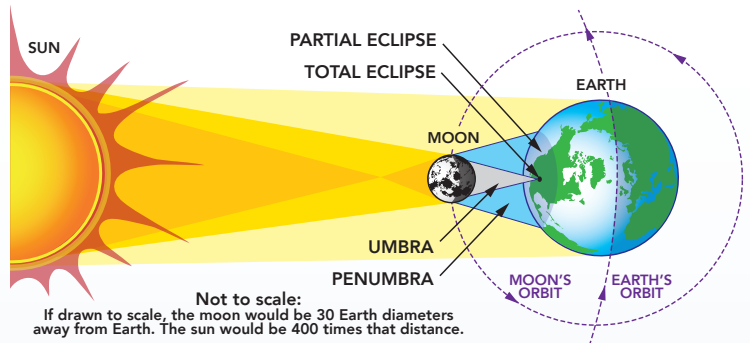 SUN
PARTIAL ECLIPSE
TOTAL ECLIPSE
EARTH
MOON
UMBRA
PENUMBRA
MOON'S
ORBIT
EARTH'S
ORBIT
Not to scale:
If drawn to scale, the moon would be 30 Earth diameters
away from Earth. The sun would be 400 times that distance.